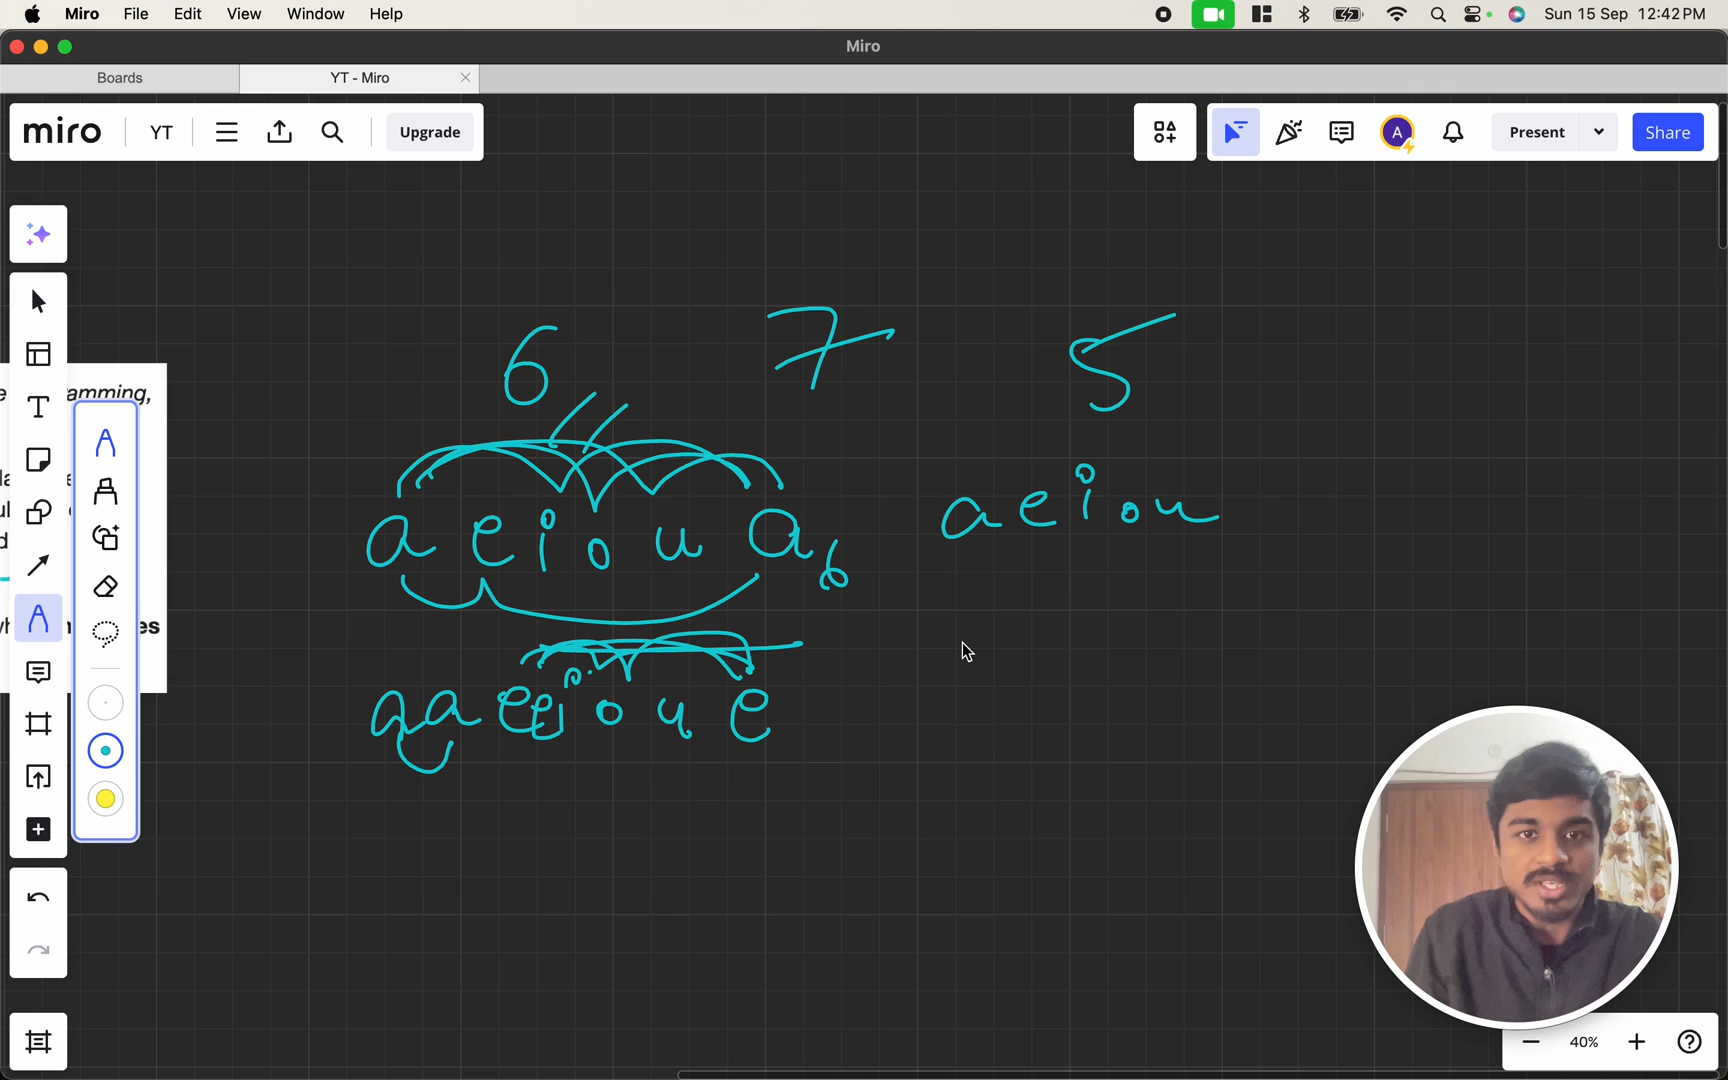 Miro File Edit View Window Help Sun 15 Sep 12:42 PM
Miro
Boards YT - Miro
miro YT Upgrade Present A Share
amming,
es
6 7 5
a e i o u a 6
a e i o u
a a e e i o u e
40%